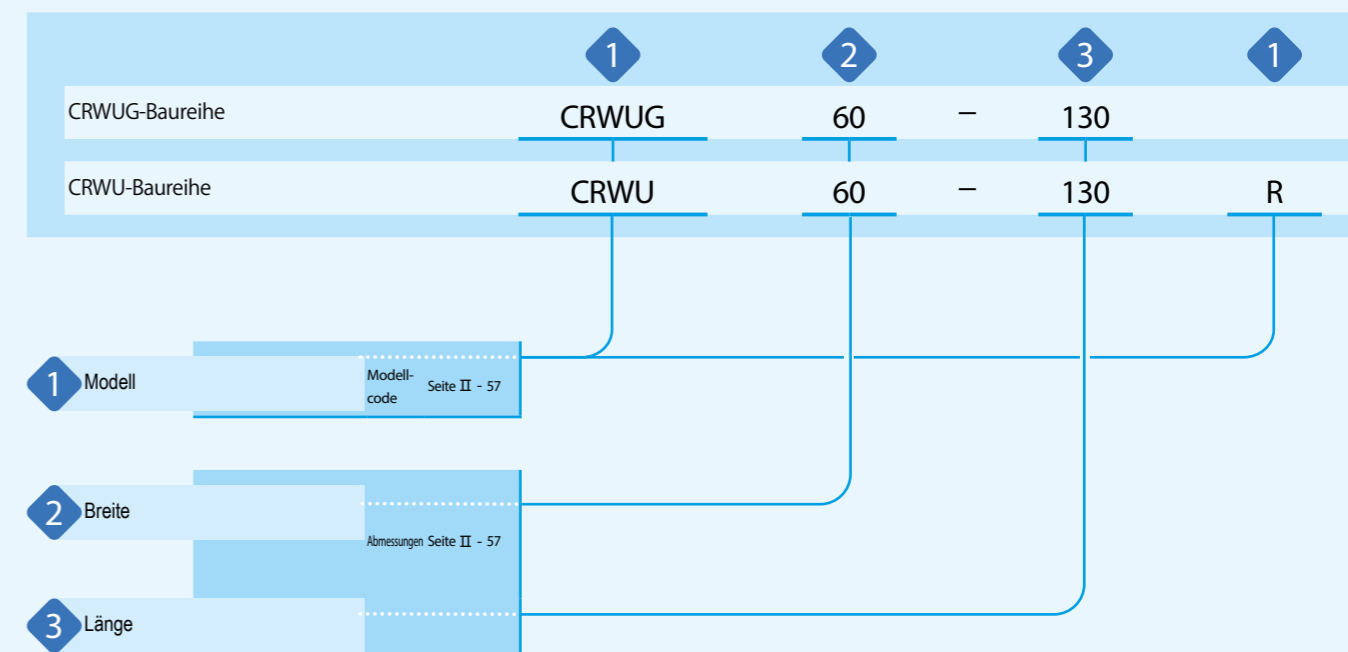 1 2 3 1
CRWUG-Baureihe CRWUG 60 – 130
CRWU-Baureihe CRWU 60 – 130 R
1 Modell
Modell-
code
Seite II - 57
2 Breite
Abmessungen Seite II - 57
3 Länge